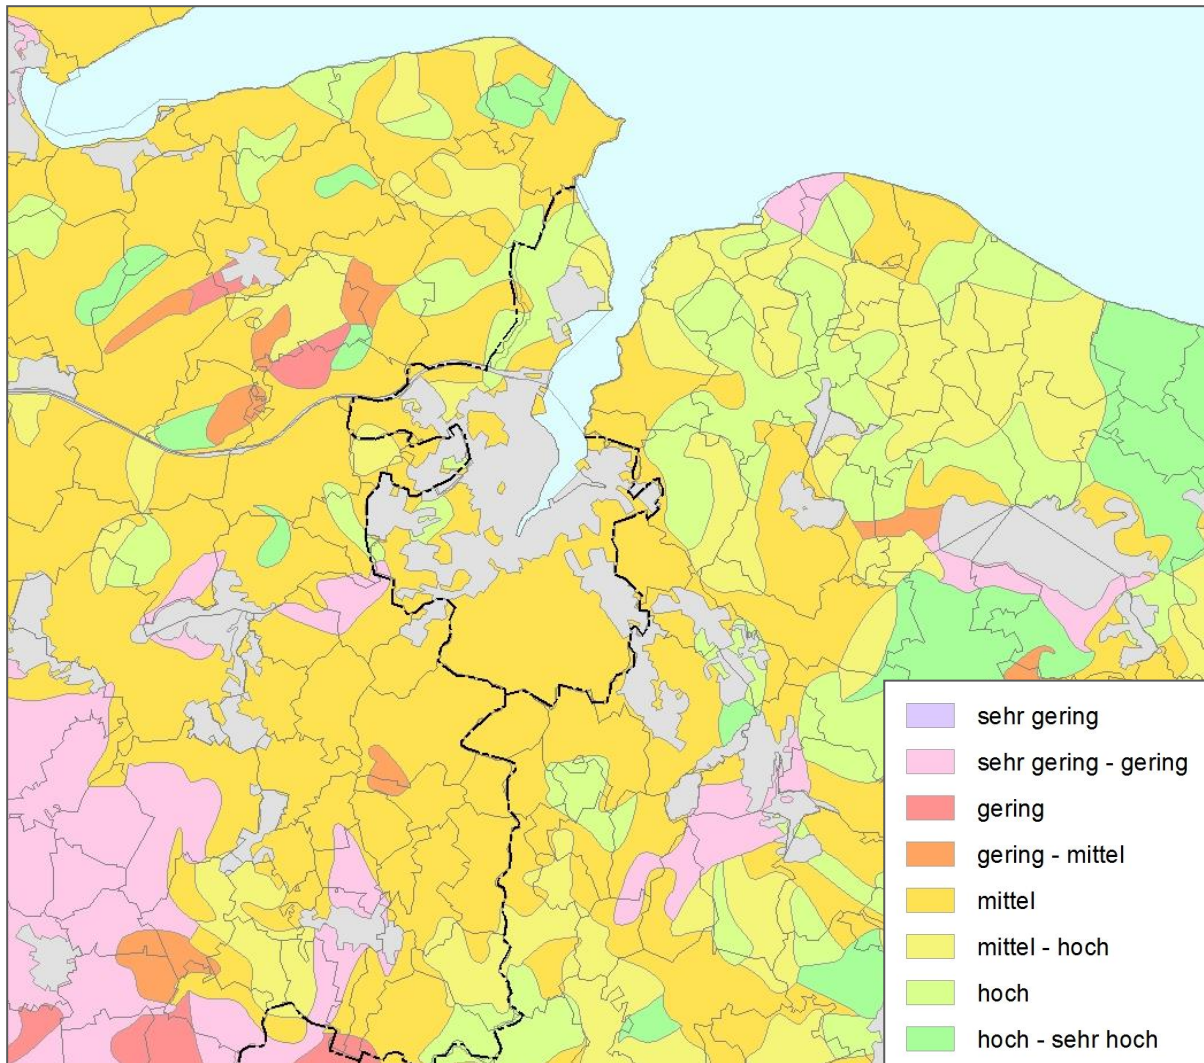 sehr gering
sehr gering - gering
gering
gering - mittel
mittel
mittel - hoch
hoch
hoch - sehr hoch